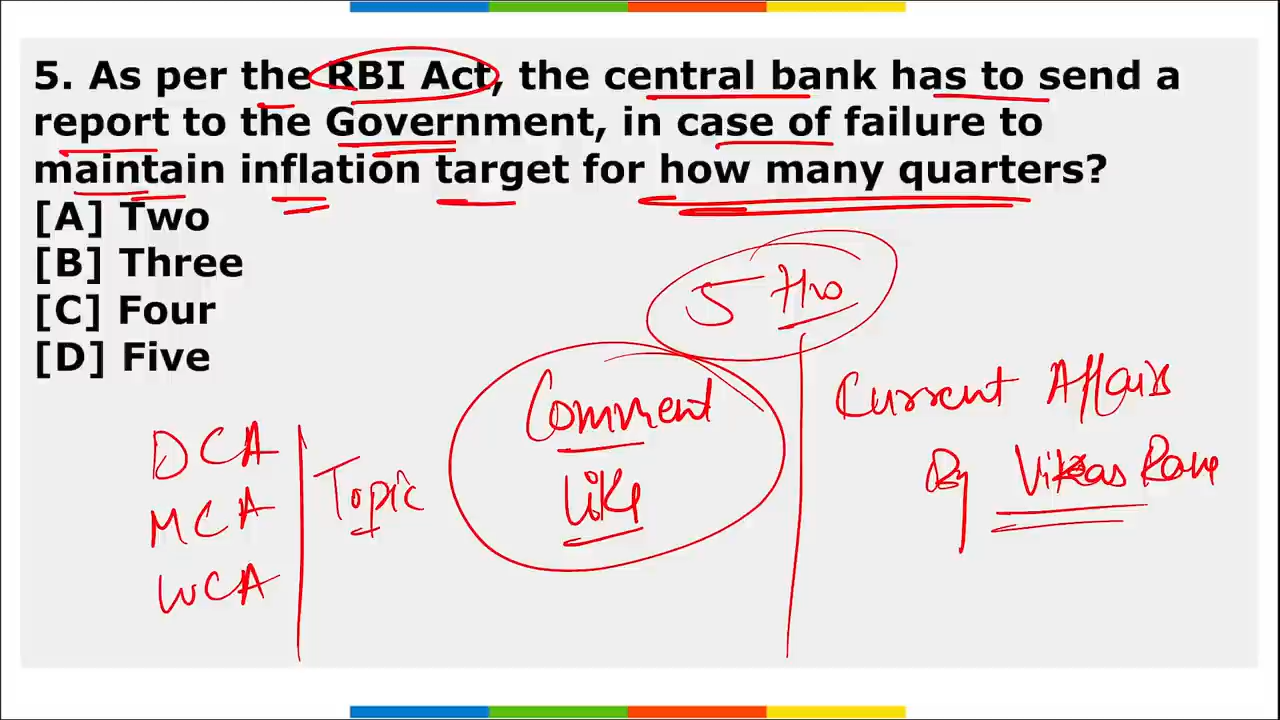 5. As per the RBI Act, the central bank has to send a
report to the Government, in case of failure to
maintain inflation target for how many quarters?
[A] Two
[B] Three
[C] Four
[D] Five
5
Comment
Like
DCA
MCA
WCA
Topic
Current Affairs
By Vikas